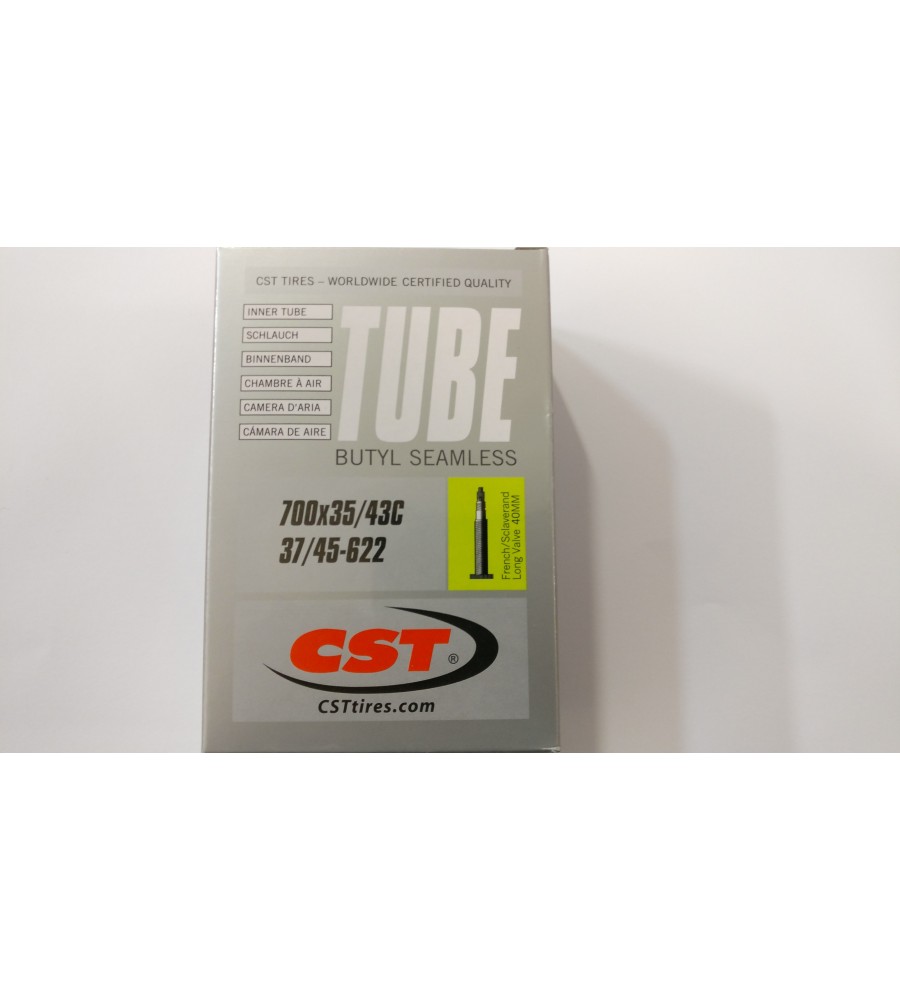 CST TIRES – WORLDWIDE CERTIFIED QUALITY
INNER TUBE
SCHLAUCH
BINNENBAND
CHAMBRE À AIR
CAMERA D'ARIA
CÁMARA DE AIRE
TUBE
BUTYL SEAMLESS
700x35/43C
37/45-622
French/Sclaverand
Long Valve 40MM
CST®
CSTtires.com